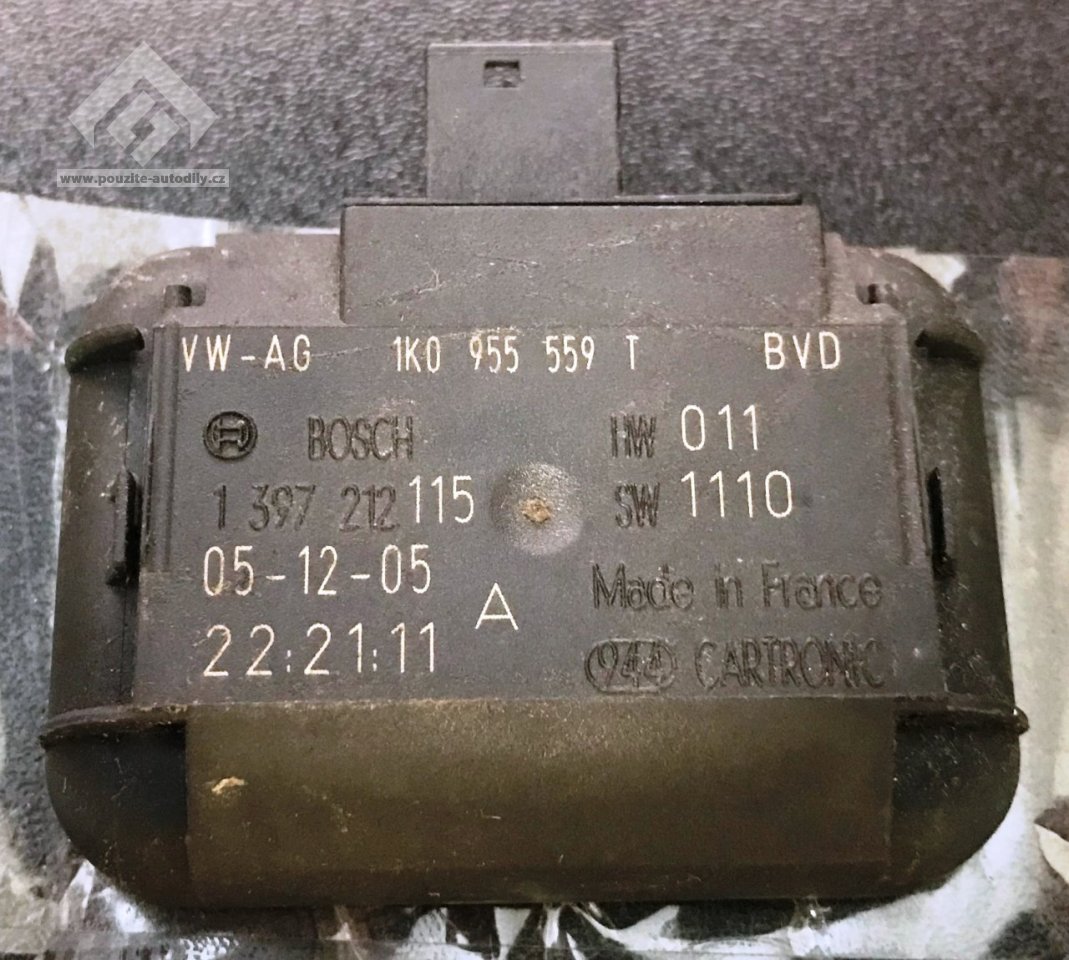 www.pouzite-autodily.cz
VW-AG 1K0 955 559 T BVD
BOSCH HW 011
1 397 212 115 SW 1110
05-12-05 Made in France
22:21:11 A 944 CARTRONIC